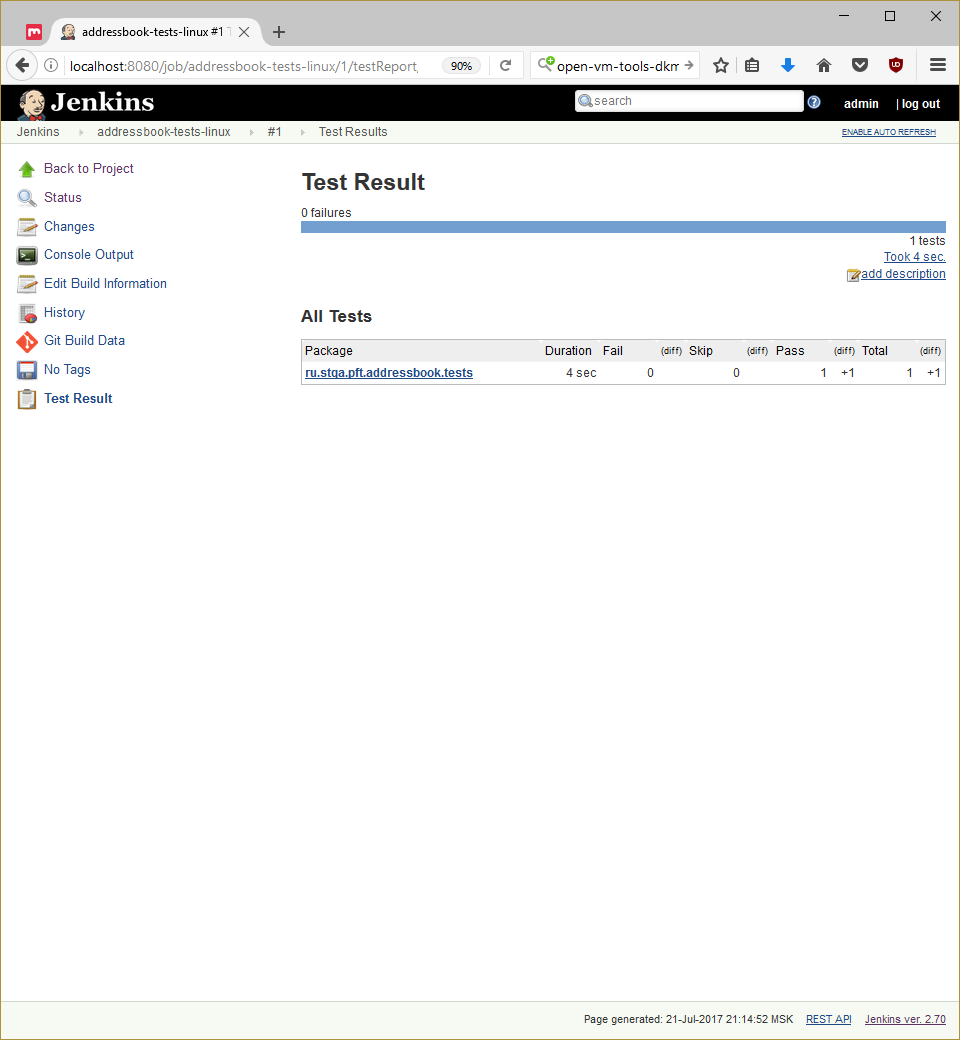 addressbook-tests-linux #1
localhost:8080/job/addressbook-tests-linux/1/testReport/
90%
open-vm-tools-dkm
Jenkins
search
admin
| log out
Jenkins
addressbook-tests-linux
#1
Test Results
ENABLE AUTO REFRESH
Back to Project
Status
Changes
Console Output
Edit Build Information
History
Git Build Data
No Tags
Test Result
Test Result
0 failures
1 tests
Took 4 sec.
add description
All Tests
Package Duration Fail (diff) Skip (diff) Pass (diff) Total (diff)
ru.stqa.pft.addressbook.tests 4 sec 0 0 1 +1 1 +1
Page generated: 21-Jul-2017 21:14:52 MSK REST API Jenkins ver. 2.70